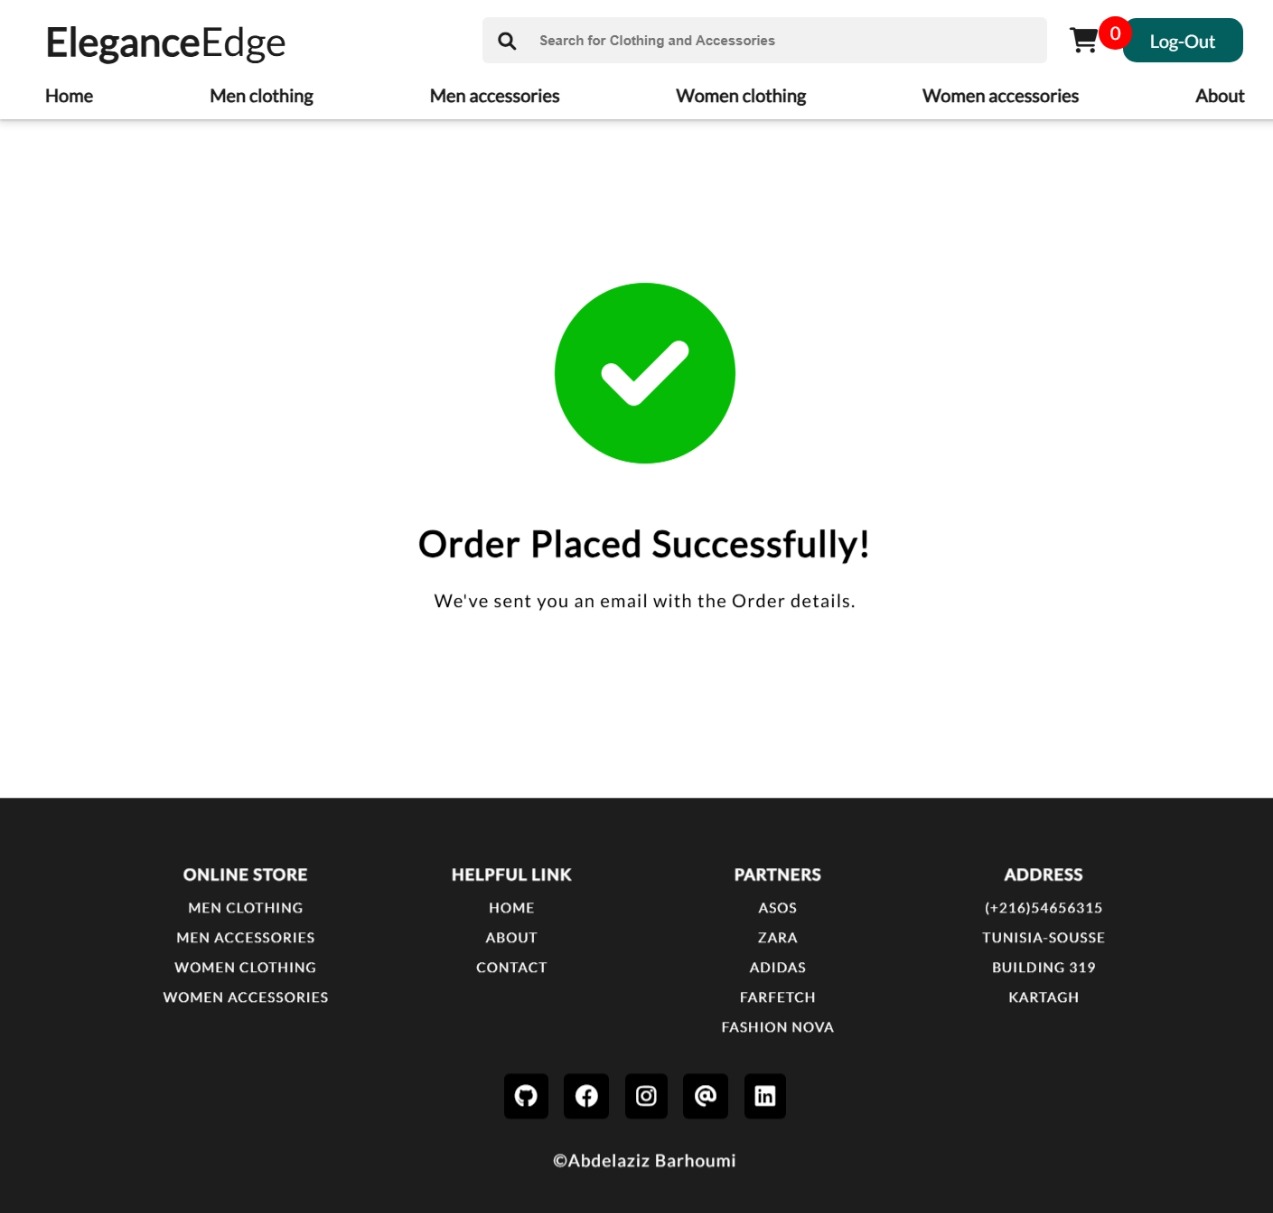 EleganceEdge
Search for Clothing and Accessories
0
Log-Out
Home
Men clothing
Men accessories
Women clothing
Women accessories
About
Order Placed Successfully!
We've sent you an email with the Order details.
ONLINE STORE
MEN CLOTHING
MEN ACCESSORIES
WOMEN CLOTHING
WOMEN ACCESSORIES
HELPFUL LINK
HOME
ABOUT
CONTACT
PARTNERS
ASOS
ZARA
ADIDAS
FARFETCH
FASHION NOVA
ADDRESS
(+216)54656315
TUNISIA-SOUSSE
BUILDING 319
KARTAGH
©Abdelaziz Barhoumi